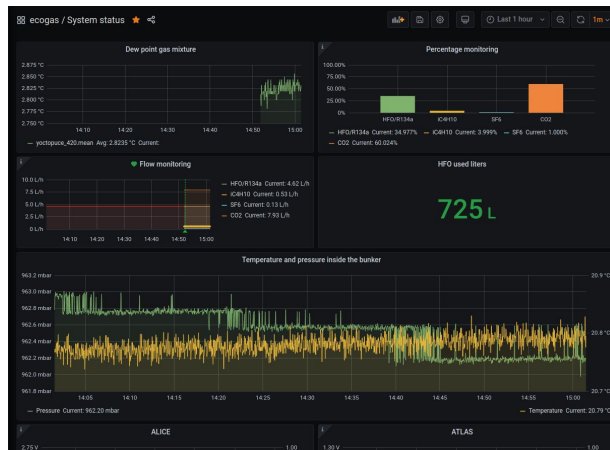 ecogas / System status
Last 1 hour
1m
Dew point gas mixture
2.875 °C
2.850 °C
2.825 °C
2.800 °C
2.775 °C
2.750 °C
14:10 14:20 14:30 14:40 14:50 15:00
yoctopuce_420.mean Avg: 2.8235 °C Current:
i
Percentage monitoring
100.00%
75.00%
50.00%
25.00%
HFO/R134a IC4H10 SF6 CO2
HFO/R134a Current: 34.977% IC4H10 Current: 3.999% SF6 Current: 1.000%
CO2 Current: 60.024%
i
Flow monitoring
10.0 L/h
7.5 L/h
5 L/h
2.5 L/h
0 L/h
14:10 14:20 14:30 14:40 14:50 15:00
HFO/R134a Current: 4.62 L/h
IC4H10 Current: 0.53 L/h
SF6 Current: 0.13 L/h
CO2 Current: 7.93 L/h
HFO used liters
725 L
Temperature and pressure inside the bunker
963.2 mbar
963.0 mbar
962.8 mbar
962.6 mbar
962.4 mbar
962.2 mbar
962.0 mbar
961.8 mbar
20.9 °C
20.8 °C
20.7 °C
14:05 14:10 14:15 14:20 14:25 14:30 14:35 14:40 14:45 14:50 14:55 15:00
Pressure Current: 962.20 mbar
Temperature Current: 20.79 °C
i
ALICE
2.75 V
1.00
i
ATLAS
1.30 V
1.00